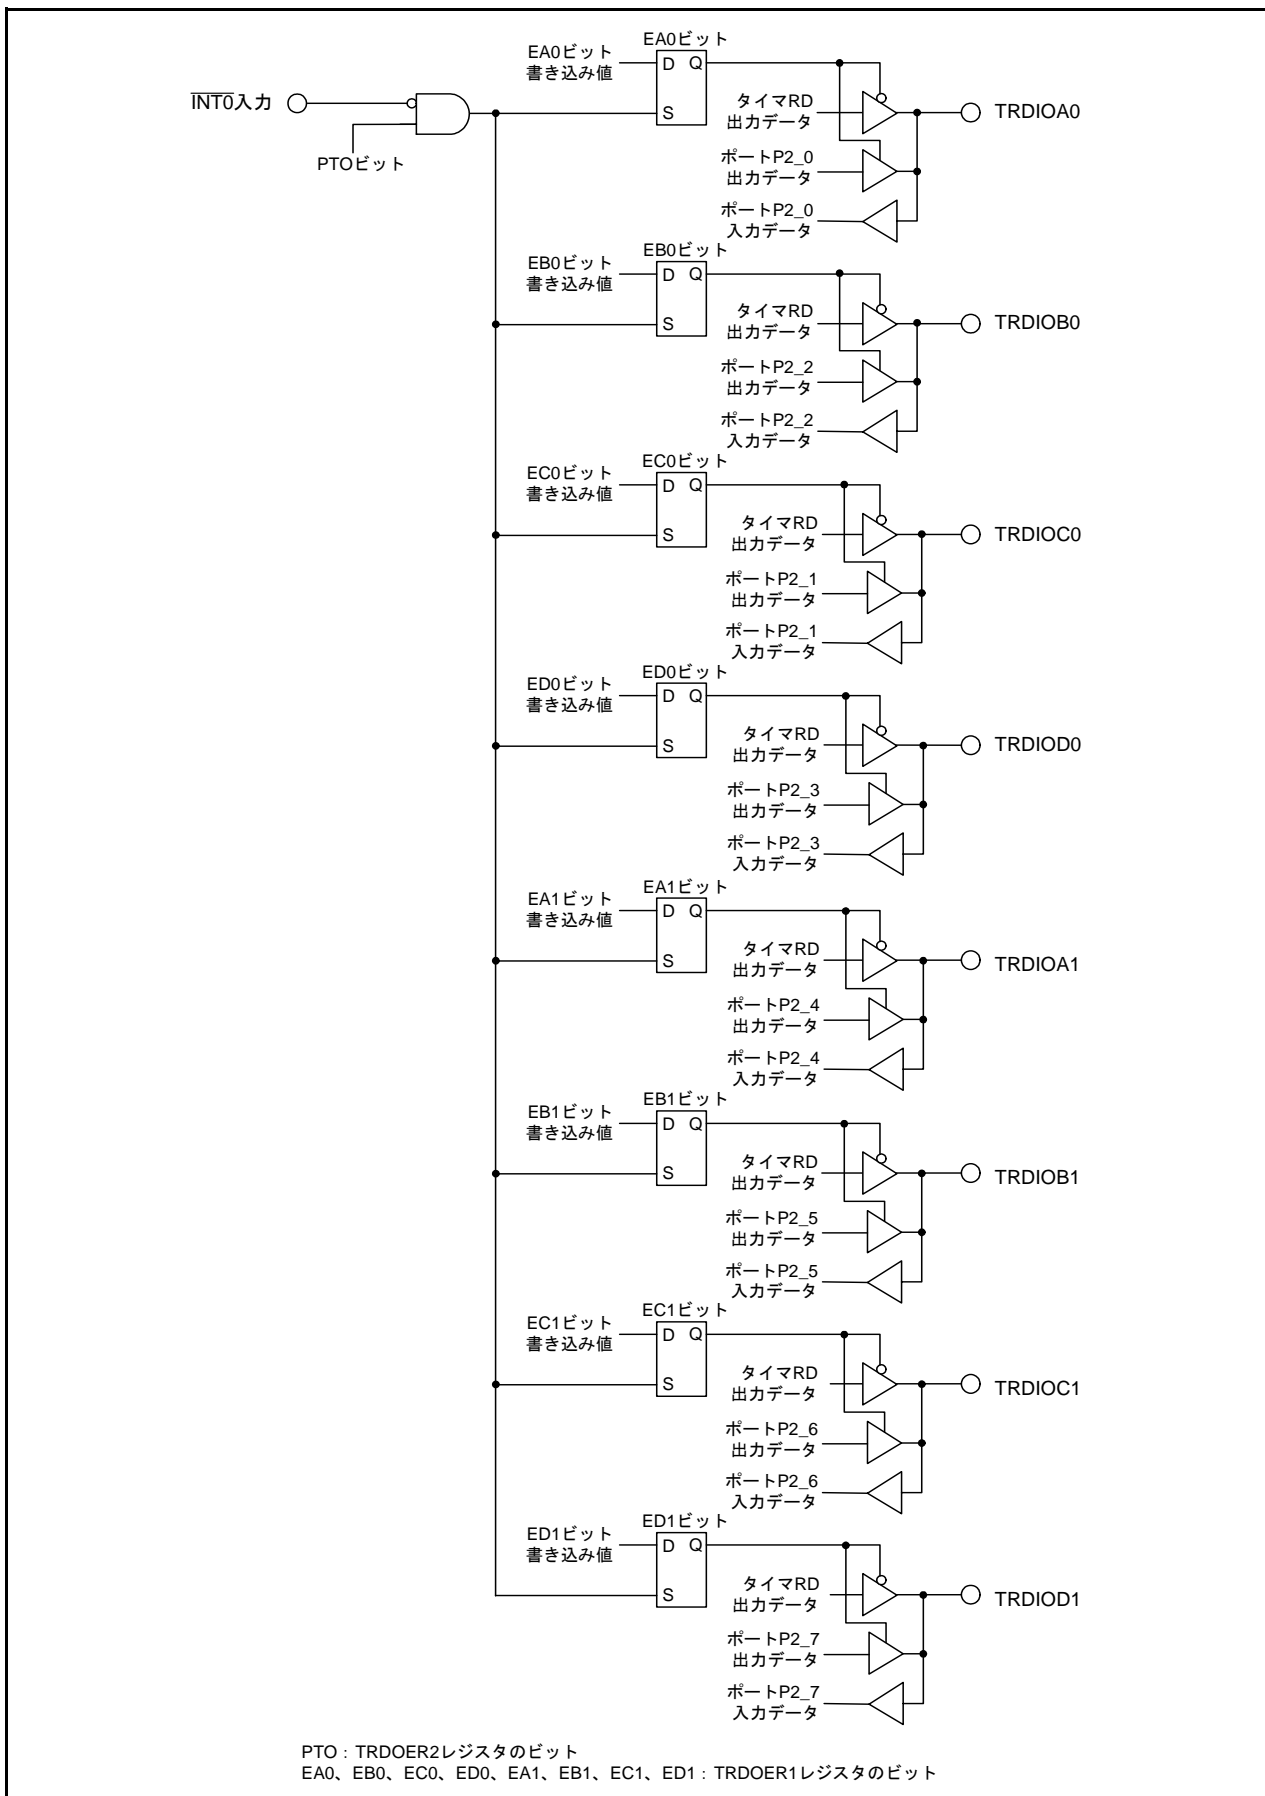 INT0入力
PTOビット
EA0ビット
書き込み値
EA0ビット
D Q
S
タイマRD
出力データ
ポートP2_0
出力データ
ポートP2_0
入力データ
TRDIOA0
EB0ビット
書き込み値
EB0ビット
D Q
S
タイマRD
出力データ
ポートP2_2
出力データ
ポートP2_2
入力データ
TRDIOB0
EC0ビット
書き込み値
EC0ビット
D Q
S
タイマRD
出力データ
ポートP2_1
出力データ
ポートP2_1
入力データ
TRDIOC0
ED0ビット
書き込み値
ED0ビット
D Q
S
タイマRD
出力データ
ポートP2_3
出力データ
ポートP2_3
入力データ
TRDIOD0
EA1ビット
書き込み値
EA1ビット
D Q
S
タイマRD
出力データ
ポートP2_4
出力データ
ポートP2_4
入力データ
TRDIOA1
EB1ビット
書き込み値
EB1ビット
D Q
S
タイマRD
出力データ
ポートP2_5
出力データ
ポートP2_5
入力データ
TRDIOB1
EC1ビット
書き込み値
EC1ビット
D Q
S
タイマRD
出力データ
ポートP2_6
出力データ
ポートP2_6
入力データ
TRDIOC1
ED1ビット
書き込み値
ED1ビット
D Q
S
タイマRD
出力データ
ポートP2_7
出力データ
ポートP2_7
入力データ
TRDIOD1
PTO：TRDOER2レジスタのビット
EA0、EB0、EC0、ED0、EA1、EB1、EC1、ED1：TRDOER1レジスタのビット